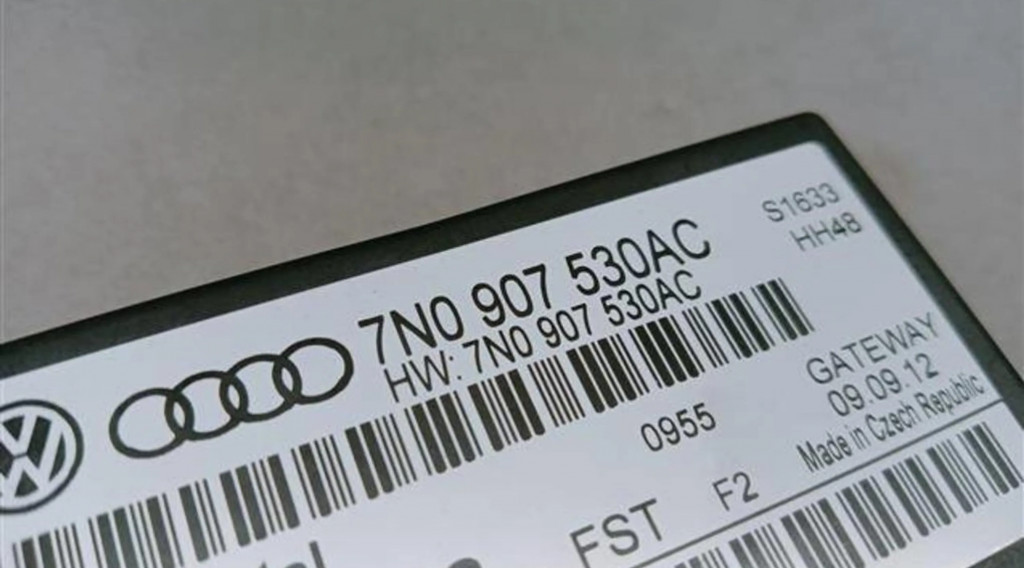 S1633
HH48
7N0 907 530AC
HW: 7N0 907 530AC
GATEWAY
09.09.12
0955
Made in Czech Republic
FST
F2